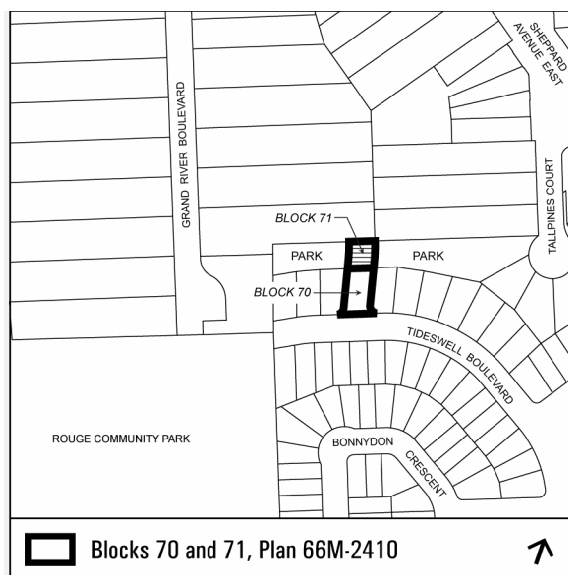 SHEPPARD
AVENUE EAST
GRAND RIVER BOULEVARD
TALLPINES COURT
BLOCK 71
PARK
PARK
BLOCK 70
TIDESWELL BOULEVARD
ROUGE COMMUNITY PARK
BONNYDON
CRESCENT
Blocks 70 and 71, Plan 66M-2410